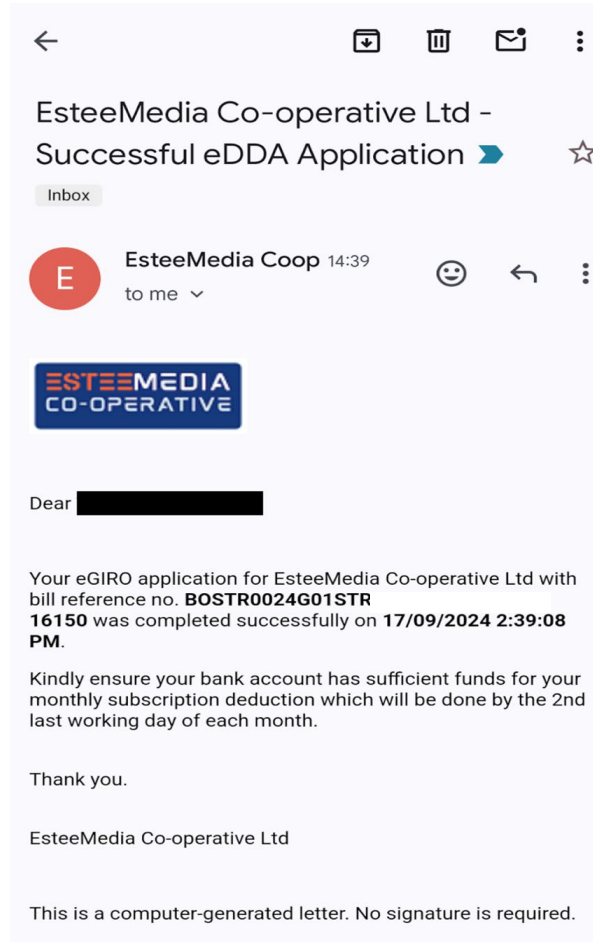 EsteeMedia Co-operative Ltd -
Successful eDDA Application
Inbox
E
EsteeMedia Coop 14:39
to me
ESTEEMEDIA
CO-OPERATIVE
Dear
Your eGIRO application for EsteeMedia Co-operative Ltd with
bill reference no. BOSTR0024G01STR
16150 was completed successfully on 17/09/2024 2:39:08
PM.
Kindly ensure your bank account has sufficient funds for your
monthly subscription deduction which will be done by the 2nd
last working day of each month.
Thank you.
EsteeMedia Co-operative Ltd
This is a computer-generated letter. No signature is required.